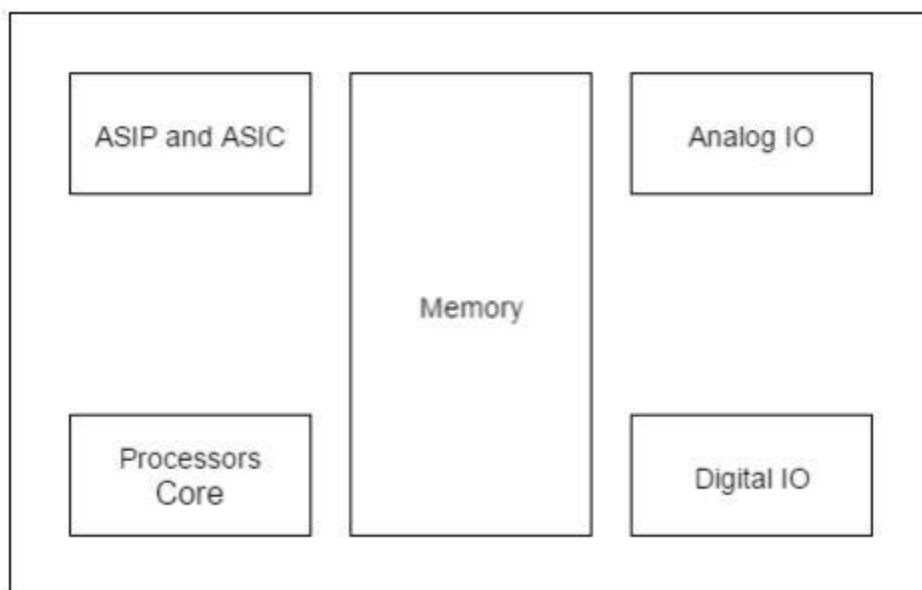 ASIP and ASIC
Analog IO
Memory
Processors
Core
Digital IO